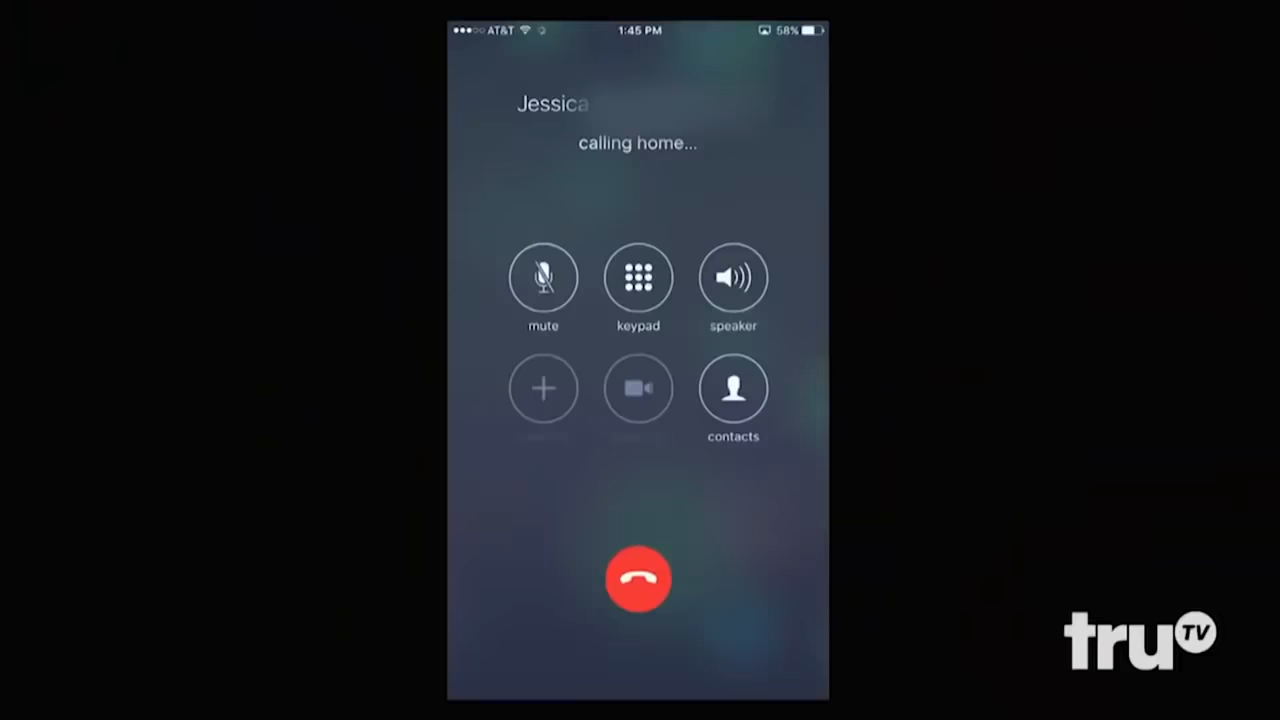 AT&T 1:45 PM 58%
Jessica
calling home...
mute keypad speaker
contacts
truTV